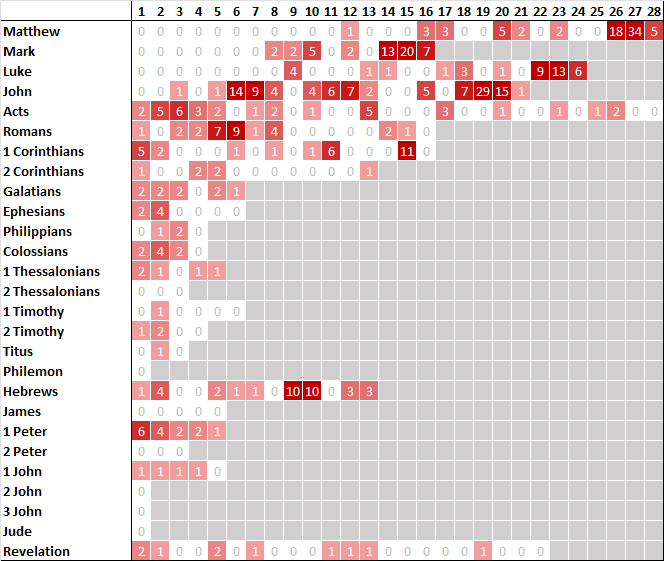 1 2 3 4 5 6 7 8 9 10 11 12 13 14 15 16 17 18 19 20 21 22 23 24 25 26 27 28
Matthew 0 0 0 0 0 0 0 0 0 0 0 1 0 0 0 3 3 0 0 5 2 0 2 0 0 18 34 5
Mark 0 0 0 0 0 0 0 2 2 5 0 2 0 13 20 7
Luke 0 0 0 0 0 0 0 0 4 0 0 0 1 1 0 0 1 3 0 1 0 9 13 6
John 0 0 1 0 1 14 9 4 0 4 6 7 2 0 0 5 0 7 29 15 1
Acts 2 5 6 3 2 0 1 2 0 1 0 0 5 0 0 0 3 0 0 1 0 0 1 0 1 2 0 0
Romans 1 0 2 2 7 9 1 4 0 0 0 0 0 2 1 0
1 Corinthians 5 2 0 0 0 1 0 1 0 1 6 0 0 0 11 0
2 Corinthians 1 0 0 2 2 0 0 0 0 0 0 0 1
Galatians 2 2 2 0 2 1
Ephesians 2 4 0 0 0 0
Philippians 0 1 2 0
Colossians 2 4 2 0
1 Thessalonians 2 1 0 1 1
2 Thessalonians 0 0 0
1 Timothy 0 1 0 0 0 0
2 Timothy 1 2 0 0
Titus 0 1 0
Philemon 0
Hebrews 1 4 0 0 2 1 1 0 10 10 0 3 3
James 0 0 0 0 0
1 Peter 6 4 2 2 1
2 Peter 0 0 0
1 John 1 1 1 1 0
2 John 0
3 John 0
Jude 0
Revelation 2 1 0 0 2 0 1 0 0 0 1 1 1 0 0 0 0 0 1 0 0 0